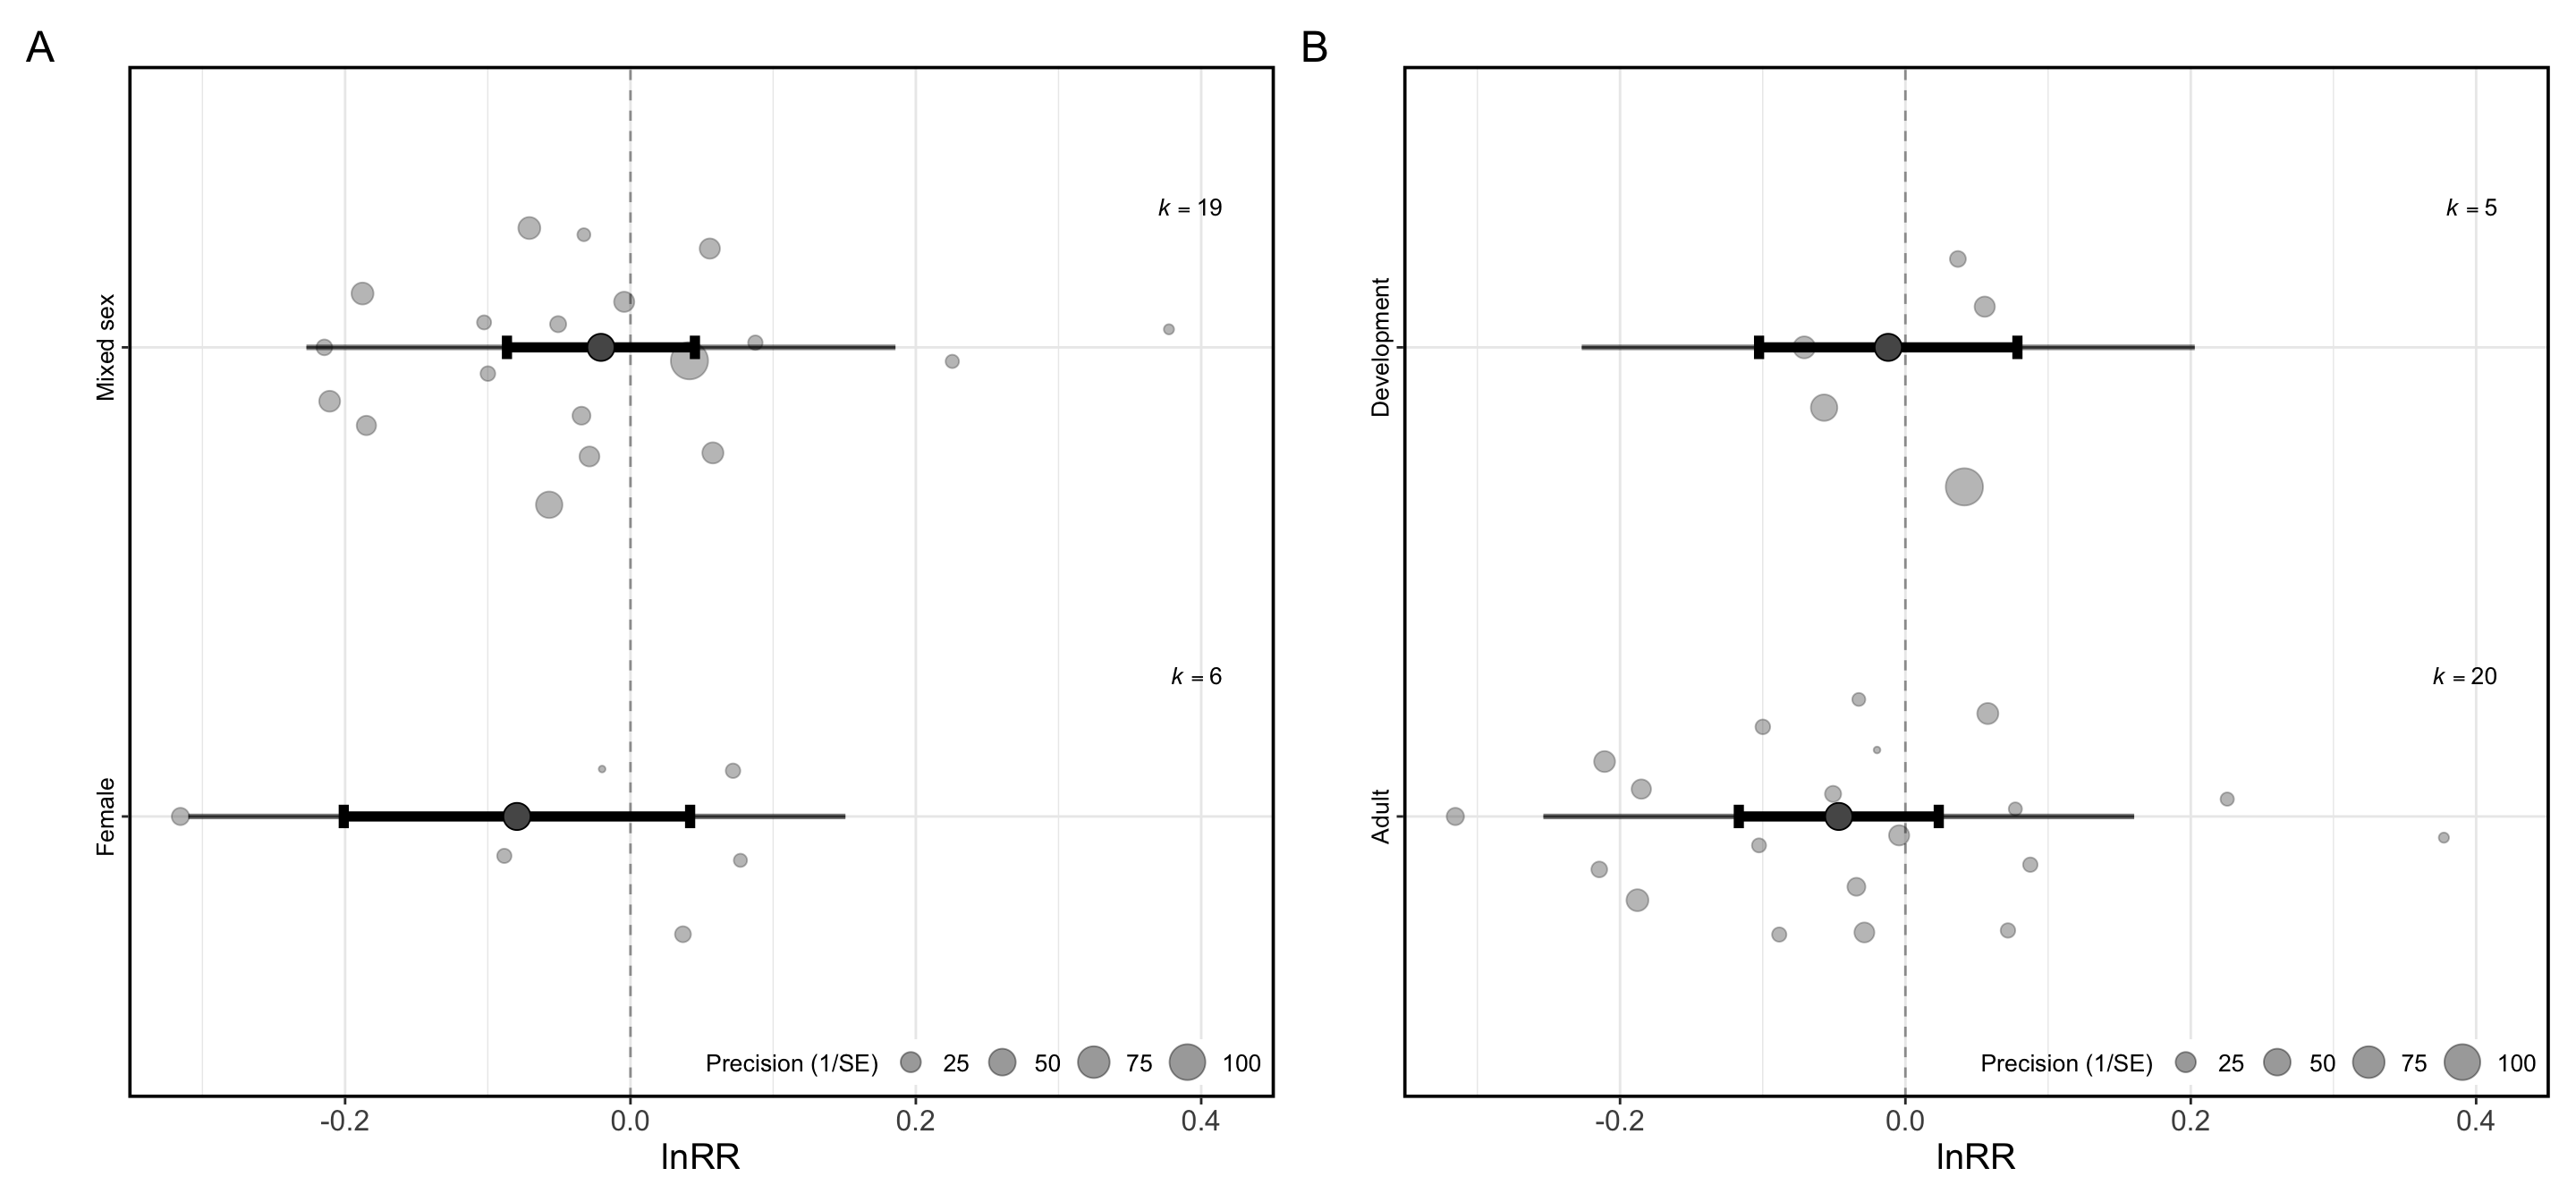 A
Mixed sex
Female
k = 19
k = 6
Precision (1/SE) 25 50 75 100
-0.2 0.0 0.2 0.4
lnRR
B
Development
Adult
k = 5
k = 20
Precision (1/SE) 25 50 75 100
-0.2 0.0 0.2 0.4
lnRR